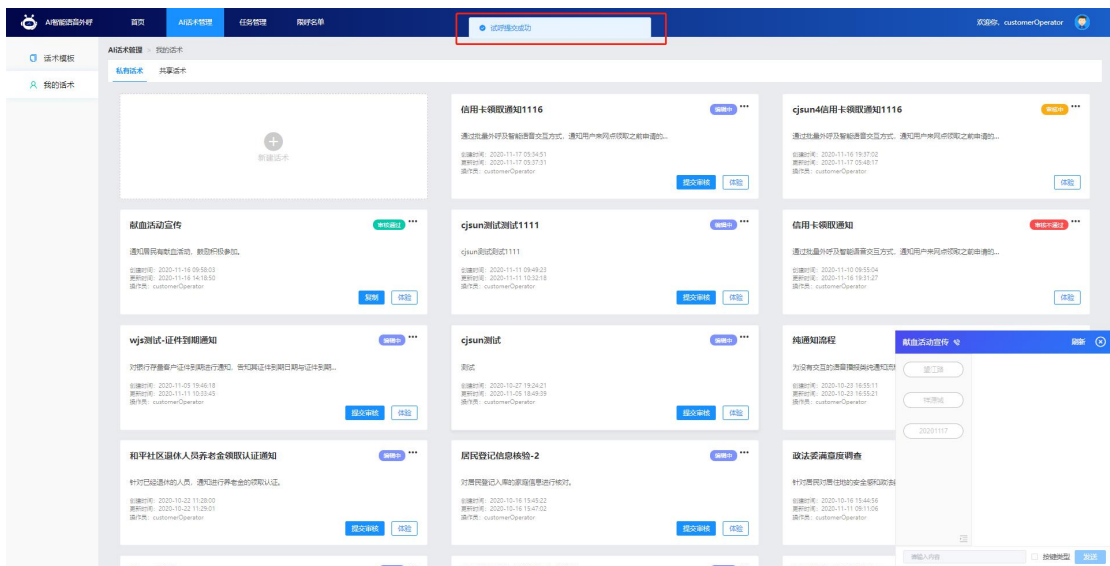 AI智能语音外呼
首页
AI话术管理
任务管理
限呼名单
试呼提交成功
欢迎你，customerOperator
话术模板
我的话术
AI话术管理 > 我的话术
私有话术
共享话术
新建话术
信用卡领取通知1116
编辑中
通过批量外呼及智能语音交互方式，通知用户来网点领取之前申请的...
创建时间：2020-11-17 05:34:51
更新时间：2020-11-17 05:37:31
操作员：customerOperator
提交审核
体验
cjsun4信用卡领取通知1116
审核中
通过批量外呼及智能语音交互方式，通知用户来网点领取之前申请的...
创建时间：2020-11-16 19:37:02
更新时间：2020-11-17 05:48:17
操作员：customerOperator
体验
献血活动宣传
审核通过
通知居民有献血活动，鼓励积极参加。
创建时间：2020-11-16 09:58:03
更新时间：2020-11-16 14:18:50
操作员：customerOperator
复制
体验
cjsun测试测试1111
编辑中
cjsun测试测试1111
创建时间：2020-11-11 09:49:23
更新时间：2020-11-11 10:32:18
操作员：customerOperator
提交审核
体验
信用卡领取通知
审核不通过
通过批量外呼及智能语音交互方式，通知用户来网点领取之前申请的...
创建时间：2020-11-10 09:55:04
更新时间：2020-11-16 19:31:27
操作员：customerOperator
体验
wjs测试-证件到期通知
编辑中
对银行存量客户证件到期进行通知，告知其证件到期日期与证件到期...
创建时间：2020-11-05 19:46:18
更新时间：2020-11-11 10:33:45
操作员：customerOperator
提交审核
体验
cjsun测试
编辑中
测试
创建时间：2020-10-27 19:24:21
更新时间：2020-11-05 18:49:39
操作员：customerOperator
提交审核
体验
纯通知流程
为没有交互的语音播报类纯通知
创建时间：2020-10-23 16:55:11
更新时间：2020-10-23 16:55:21
操作员：customerOperator
献血活动宣传
刷新
望江路
20201117
请输入内容
按键类型
发送
和平社区退休人员养老金领取认证通知
编辑中
针对已经退休的人员，通知进行养老金的领取认证。
创建时间：2020-10-22 11:28:00
更新时间：2020-10-22 11:29:01
操作员：customerOperator
提交审核
体验
居民登记信息核验-2
编辑中
对居民登记入库的家庭信息进行核对。
创建时间：2020-10-16 15:45:22
更新时间：2020-10-16 15:47:02
操作员：customerOperator
提交审核
体验
政法委满意度调查
针对居民对居住地的安全感和政法
创建时间：2020-10-16 15:44:56
更新时间：2020-11-11 09:11:06
操作员：customerOperator